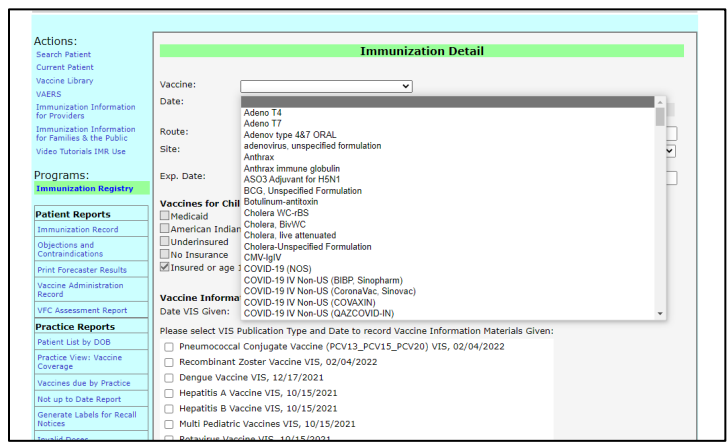 Actions:
Search Patient
Current Patient
Vaccine Library
VAERS
Immunization Information
for Providers
Immunization Information
for Families & the Public
Video Tutorials IMR Use
Programs:
Immunization Registry
Patient Reports
Immunization Record
Objections and
Contraindications
Print Forecaster Results
Vaccine Administration
Record
VFC Assessment Report
Practice Reports
Patient List by DOB
Practice View: Vaccine
Coverage
Vaccines due by Practice
Not up to Date Report
Generate Labels for Recall
Notices
Invalid Doses
Immunization Detail
Vaccine:
Date:
Route:
Site:
Exp. Date:
Adeno T4
Adeno T7
Adenov type 4&7 ORAL
adenovirus, unspecified formulation
Anthrax
Anthrax immune globulin
ASO3 Adjuvant for H5N1
BCG, Unspecified Formulation
Botulinum-antitoxin
Cholera WC-rBS
Cholera, BivWC
Cholera, live attenuated
Cholera-Unspecified Formulation
CMV-IgIV
COVID-19 (NOS)
COVID-19 IV Non-US (BIBP, Sinopharm)
COVID-19 IV Non-US (CoronaVac, Sinovac)
COVID-19 IV Non-US (COVAXIN)
COVID-19 IV Non-US (QAZCOVID-IN)
Vaccines for Chil
Medicaid
American Indian
Underinsured
No Insurance
Insured or age 1
Vaccine Informa
Date VIS Given:
Please select VIS Publication Type and Date to record Vaccine Information Materials Given:
Pneumococcal Conjugate Vaccine (PCV13_PCV15_PCV20) VIS, 02/04/2022
Recombinant Zoster Vaccine VIS, 02/04/2022
Dengue Vaccine VIS, 12/17/2021
Hepatitis A Vaccine VIS, 10/15/2021
Hepatitis B Vaccine VIS, 10/15/2021
Multi Pediatric Vaccines VIS, 10/15/2021
Rotavirus Vaccine VIS, 10/15/2021